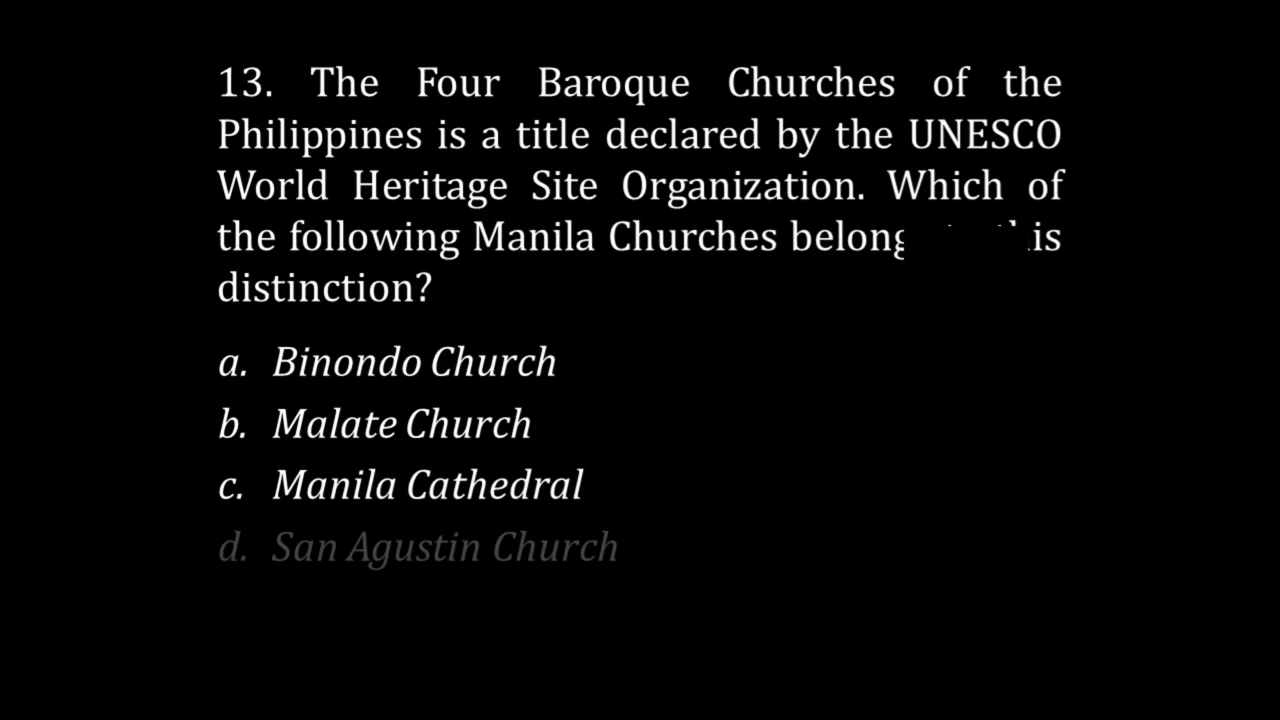 13. The Four Baroque Churches of the
Philippines is a title declared by the UNESCO
World Heritage Site Organization. Which of
the following Manila Churches belong
distinction?
a. Binondo Church
b. Malate Church
c. Manila Cathedral
d. San Agustin Church